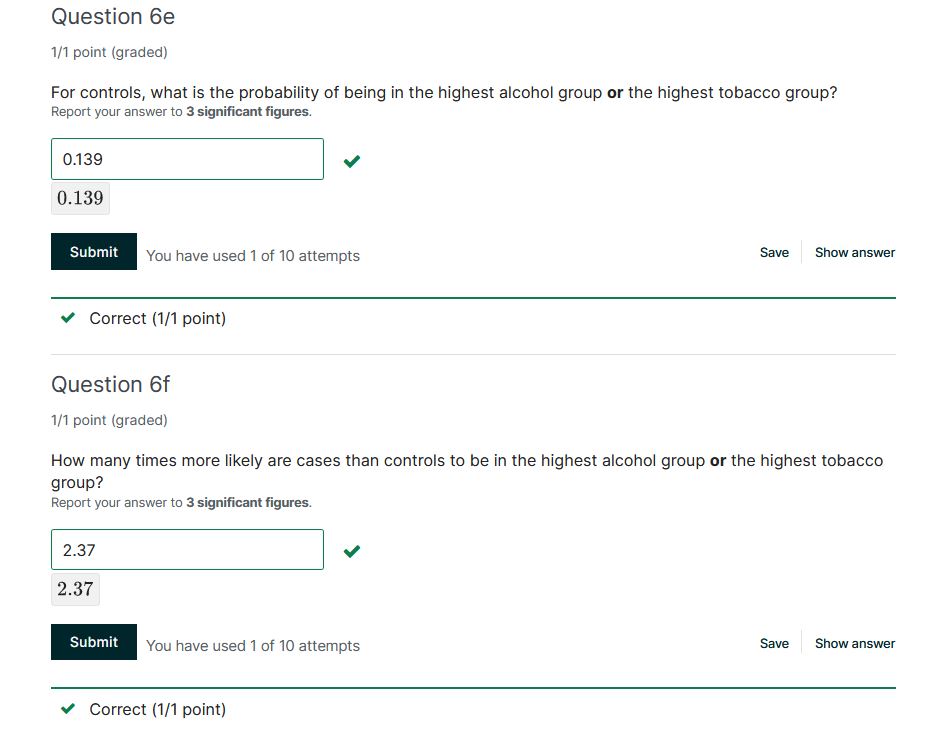 Question 6e
1/1 point (graded)
For controls, what is the probability of being in the highest alcohol group or the highest tobacco group?
Report your answer to 3 significant figures.
0.139
0.139
Submit You have used 1 of 10 attempts Save Show answer
Correct (1/1 point)
Question 6f
1/1 point (graded)
How many times more likely are cases than controls to be in the highest alcohol group or the highest tobacco
group?
Report your answer to 3 significant figures.
2.37
2.37
Submit You have used 1 of 10 attempts Save Show answer
Correct (1/1 point)